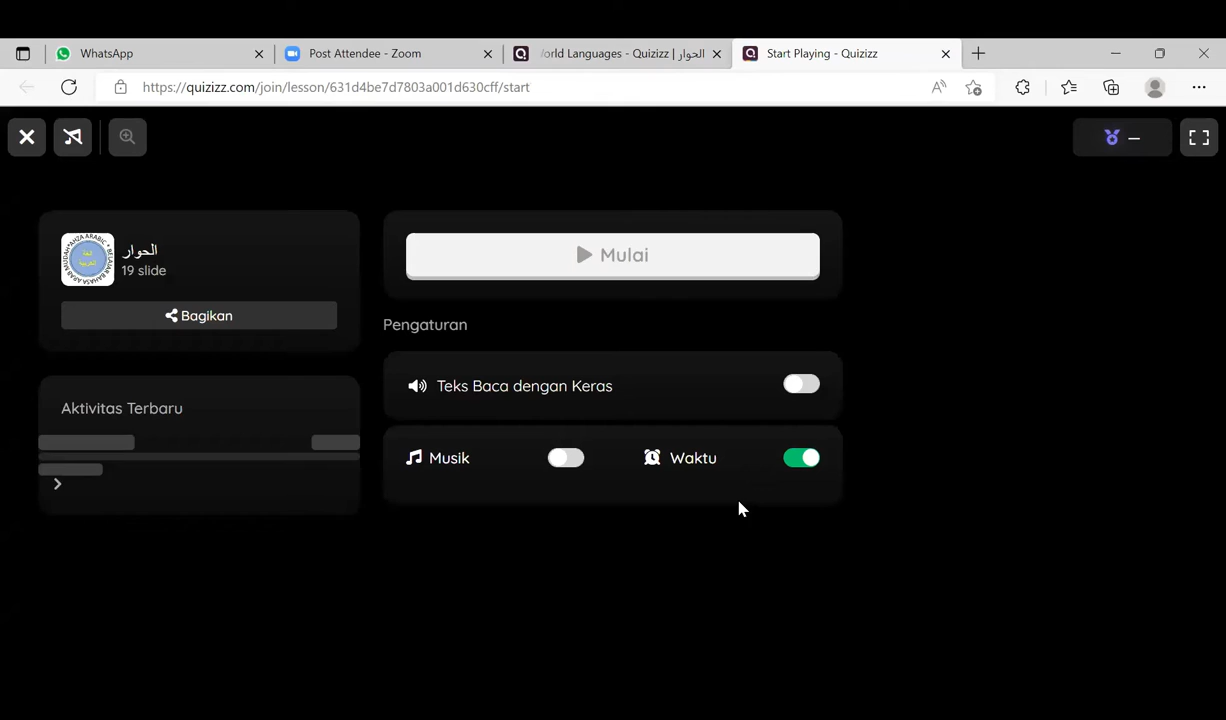 WhatsApp
Post Attendee - Zoom
الحوار | World Languages - Quizizz
Start Playing - Quizizz
https://quizizz.com/join/lesson/631d4be7d7803a001d630cff/start
الحوار
19 slide
Bagikan
Mulai
Pengaturan
Teks Baca dengan Keras
Musik
Waktu
Aktivitas Terbaru